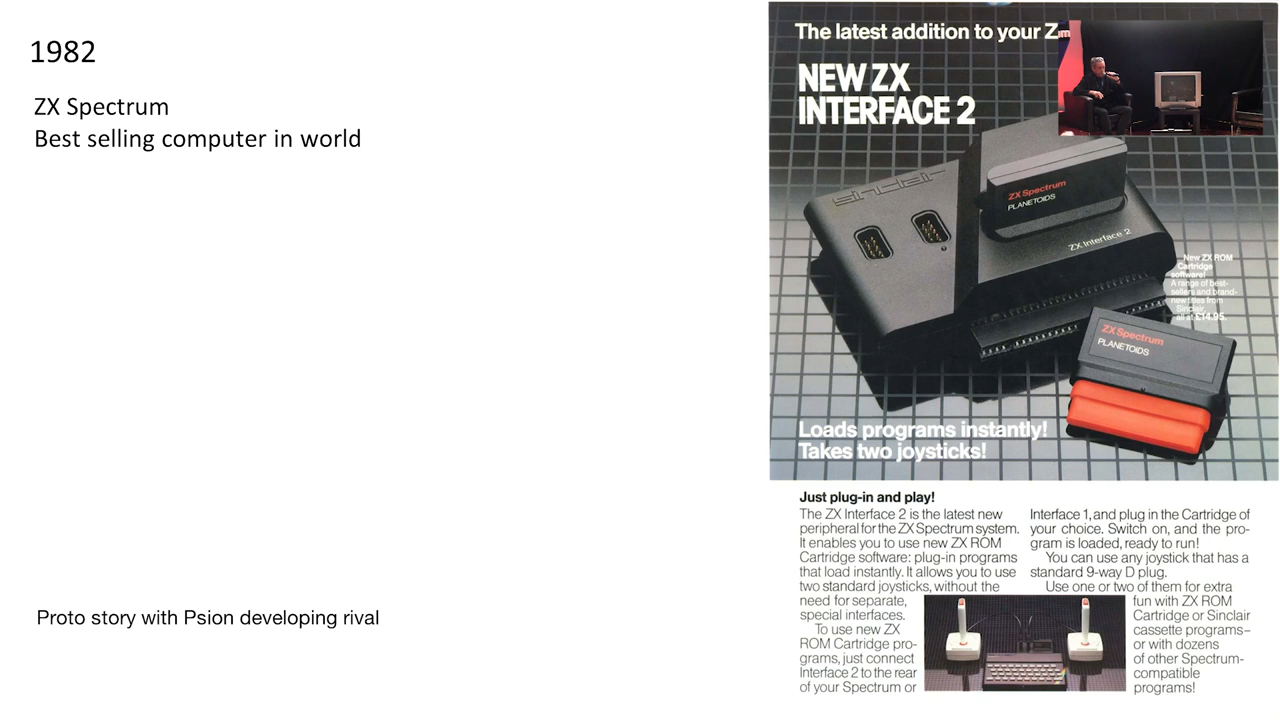 1982
ZX Spectrum
Best selling computer in world
Proto story with Psion developing rival
The latest addition to your Z
NEW ZX
INTERFACE 2
sinclair
ZX Spectrum
PLANETOIDS
ZX Interface 2
New ZX ROM
Cartridge
software!
A range of best-
sellers and brand-
new titles from
Sinclair,
all at £14.95.
ZX Spectrum
PLANETOIDS
Loads programs instantly!
Takes two joysticks!
Just plug-in and play!
The ZX Interface 2 is the latest new
peripheral for the ZX Spectrum system.
It enables you to use new ZX ROM
Cartridge software: plug-in programs
that load instantly. It allows you to use
two standard joysticks, without the
need for separate,
special interfaces.
To use new ZX
ROM Cartridge pro-
grams, just connect
Interface 2 to the rear
of your Spectrum or
Interface 1, and plug in the Cartridge of
your choice. Switch on, and the pro-
gram is loaded, ready to run!
You can use any joystick that has a
standard 9-way D plug.
Use one or two of them for extra
fun with ZX ROM
Cartridge or Sinclair
cassette programs–
or with dozens
of other Spectrum-
compatible
programs!